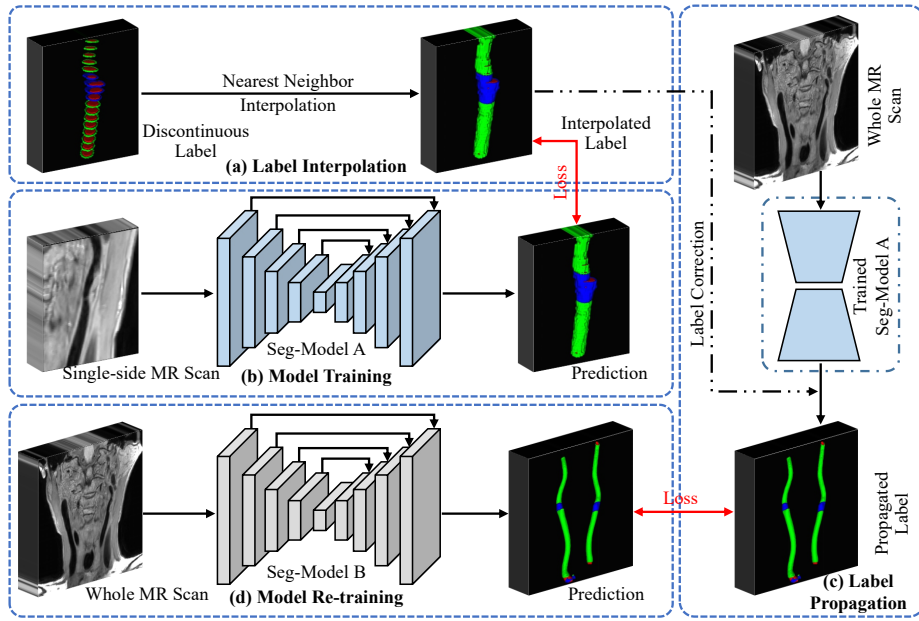 Nearest Neighbor
Interpolation
Discontinuous
Label
Interpolated
Label
(a) Label Interpolation
Loss
Single-side MR Scan
Seg-Model A
(b) Model Training
Prediction
Whole MR Scan
Seg-Model B
(d) Model Re-training
Prediction
Loss
Whole MR
Scan
Trained
Seg-Model A
Label Correction
Propagated
Label
(c) Label
Propagation